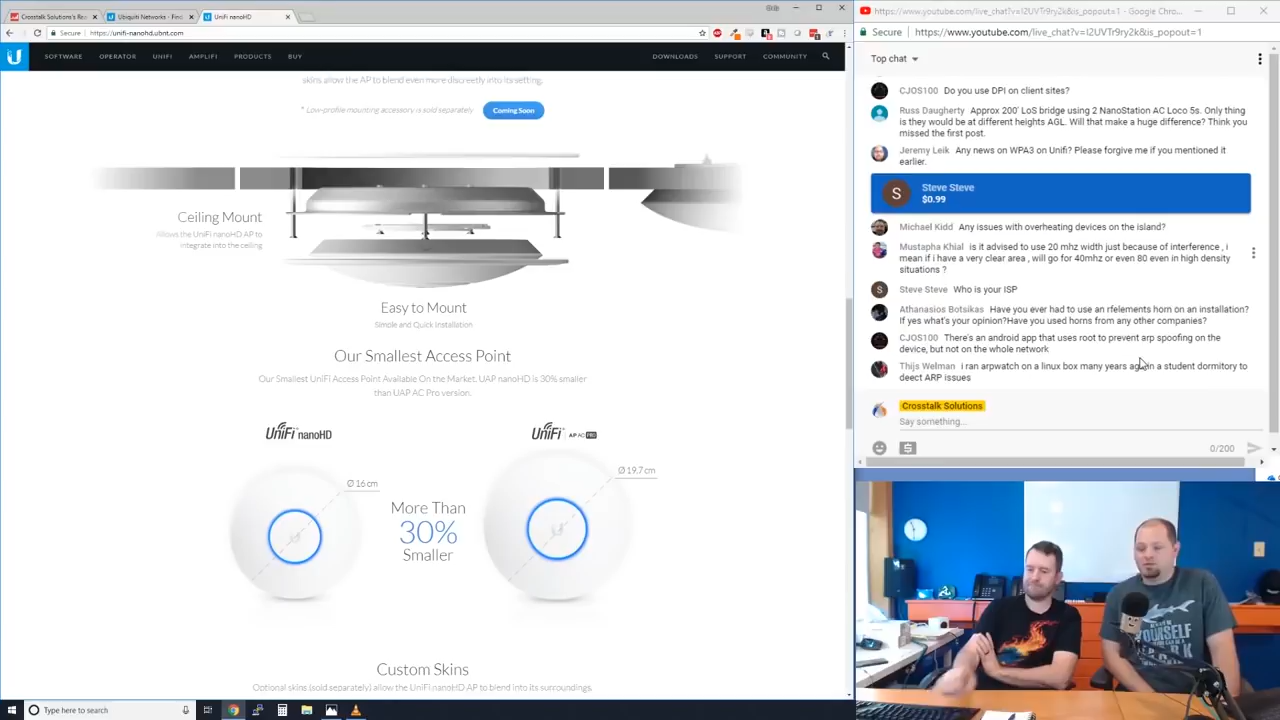 Crosstalk Solutions's Re
Ubiquiti Networks - Find
UniFi nanoHD
https://www.youtube.com/live_chat?v=I2UVTr9ry2k&is_popout=1 - Google Chro...
Secure
https://unifi-nanohd.ubnt.com
Secure
https://www.youtube.com/live_chat?v=I2UVTr9ry2k&is_popout=1
SOFTWARE OPERATOR UNIFI AMPLIFI PRODUCTS BUY DOWNLOADS SUPPORT COMMUNITY
Top chat
skins allow the AP to blend even more discreetly into its setting.
* Low-profile mounting accessory is sold separately
Coming Soon
Ceiling Mount
Allows the UniFi nanoHD AP to
integrate into the ceiling
Easy to Mount
Simple and Quick Installation
Our Smallest Access Point
Our Smallest UniFi Access Point Available On the Market. UAP nanoHD is 30% smaller
than UAP AC Pro version.
UniFi nanoHD
UniFi AP AC PRO
Ø 16 cm
Ø 19.7 cm
More Than
30%
Smaller
Custom Skins
Optional skins (sold separately) allow the UniFi nanoHD AP to blend into its surroundings.
CJOS100 Do you use DPI on client sites?
Russ Daugherty Approx 200' LoS bridge using 2 NanoStation AC Loco 5s. Only thing
is they would be at different heights AGL. Will that make a huge difference? Think you
missed the first post.
Jeremy Leik Any news on WPA3 on Unifi? Please forgive me if you mentioned it
earlier.
S
Steve Steve
$0.99
Michael Kidd Any issues with overheating devices on the island?
Mustapha Khial is it advised to use 20 mhz width just because of interference , i
mean if i have a very clear area , will go for 40mhz or even 80 even in high density
situations ?
S
Steve Steve Who is your ISP
Athanasios Botsikas Have you ever had to use an rfelements horn on an installation?
If yes what's your opinion?Have you used horns from any other companies?
CJOS100 There's an android app that uses root to prevent arp spoofing on the
device, but not on the whole network
Thijs Welman i ran arpwatch on a linux box many years again a student dormitory to
deect ARP issues
Crosstalk Solutions
Say something...
0/200
YOURSELF
Type here to search